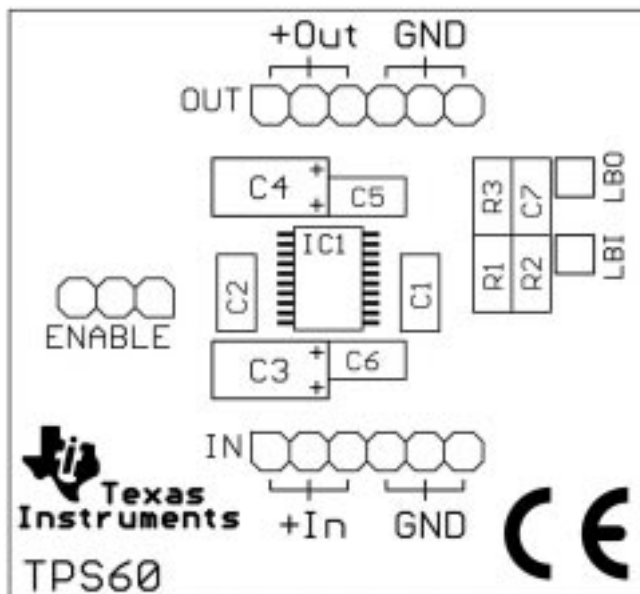 +Out GND
OUT
C4 C5
R3 C7 LBO
IC1
C2 C1
R1 R2 LBI
ENABLE
C3 C6
IN
+In GND
Texas
Instruments
CE
TPS60